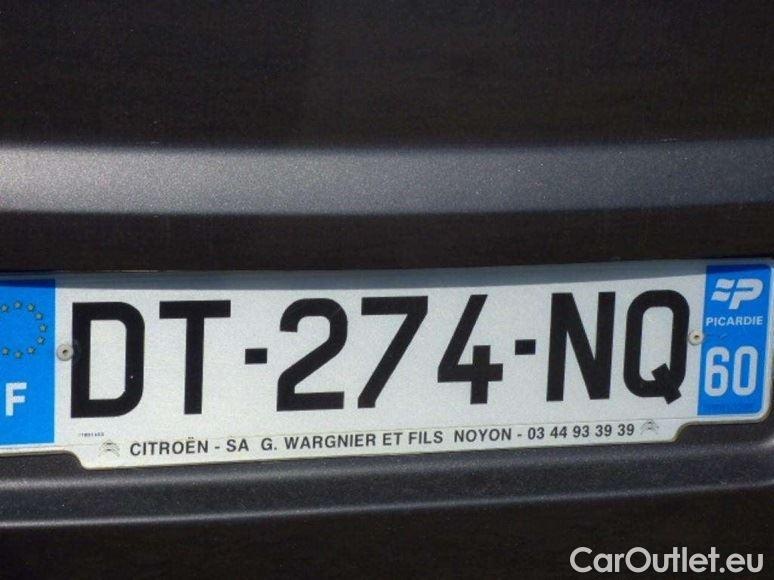 F
DT-274-NQ
PICARDIE
60
CITROËN - SA G. WARGNIER ET FILS NOYON - 03 44 93 39 39
CarOutlet.eu